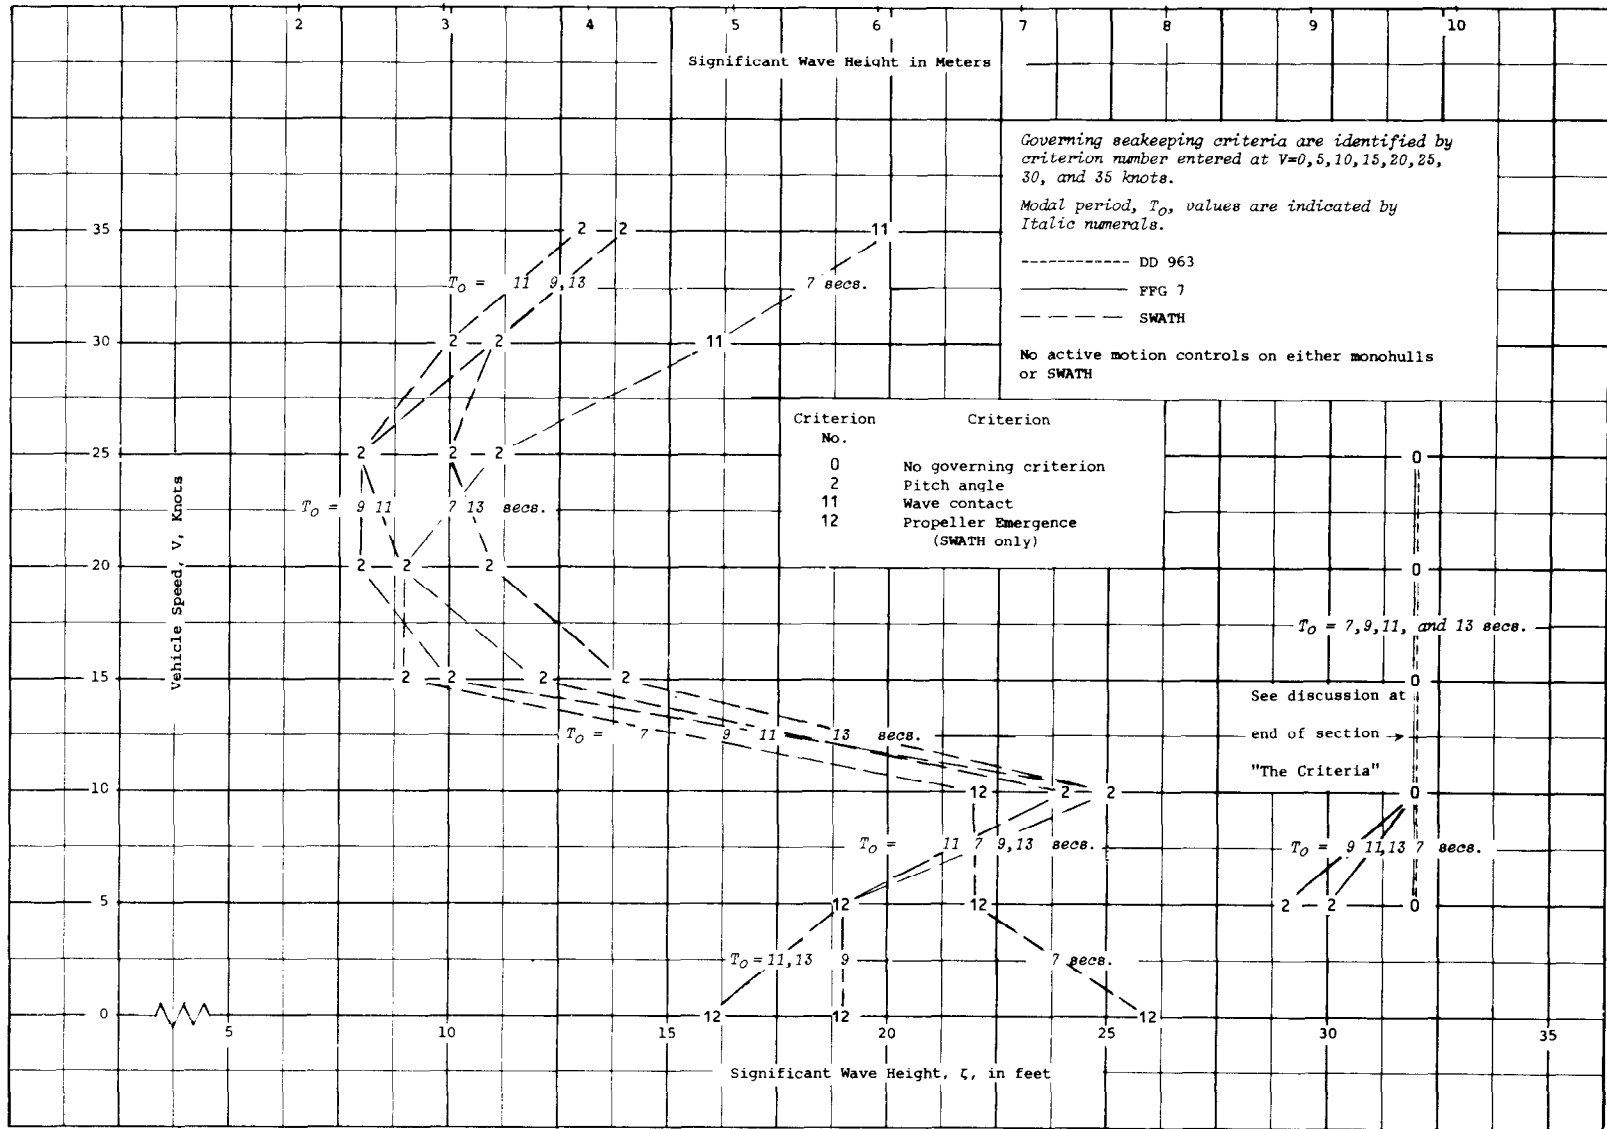 2 3 4 5 6 7 8 9 10
Significant Wave Height in Meters
Governing seakeeping criteria are identified by
criterion number entered at V=0,5,10,15,20,25,
30, and 35 knots.
Modal period, T_O, values are indicated by
Italic numerals.
DD 963
FFG 7
SWATH
No active motion controls on either monohulls
or SWATH
35 2 2 11
T_O = 11 9,13 7 secs.
30 2 2 11
Criterion No. Criterion
0 No governing criterion
2 Pitch angle
11 Wave contact
12 Propeller Emergence
(SWATH only)
25 2 2 2 0
Vehicle Speed, V, Knots
T_O = 9 11 7 13 secs.
20 2 2 2 0
T_O = 7,9,11, and 13 secs.
15 2 2 2 2 0
See discussion at
end of section →
"The Criteria"
T_O = 7 9 11 13 secs.
10 12 2 2 0
T_O = 11 7 9,13 secs.
T_O = 9 11,13 7 secs.
5 12 12 2 2 0
T_O = 11,13 9 7 secs.
0 12 12 12
5 10 15 20 25 30 35
Significant Wave Height, ζ, in feet